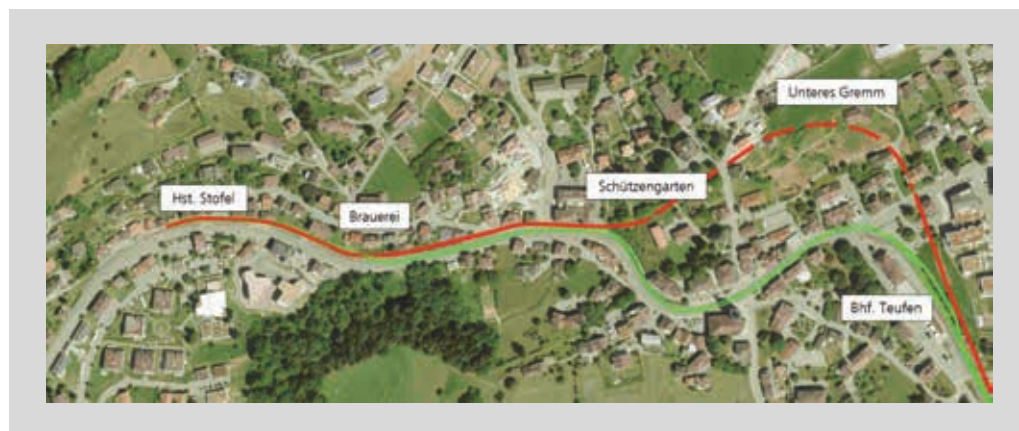 Unteres Gremm
Schützengarten
Hst. Stofel
Brauerei
Bhf. Teufen